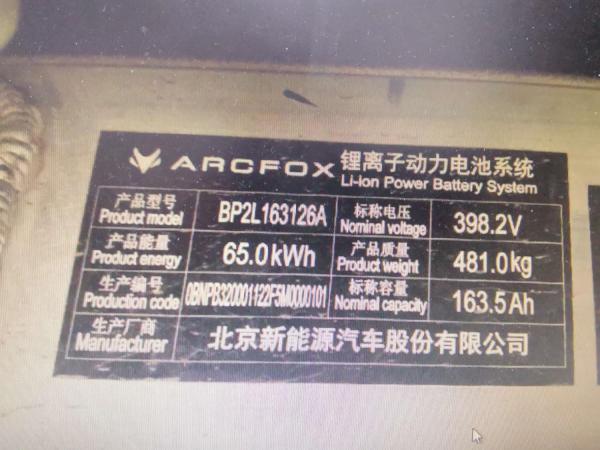 ARCFOX 锂离子动力电池系统
Li-ion Power Battery System
产品型号 BP2L163126A 标称电压 398.2V
Product model Nominal voltage
产品能量 65.0kWh 产品质量 481.0kg
Product energy Product weight
生产编号 0BNPB320001122F5M0000101 标称容量 163.5Ah
Production code Nominal capacity
生产厂商 北京新能源汽车股份有限公司
Manufacturer